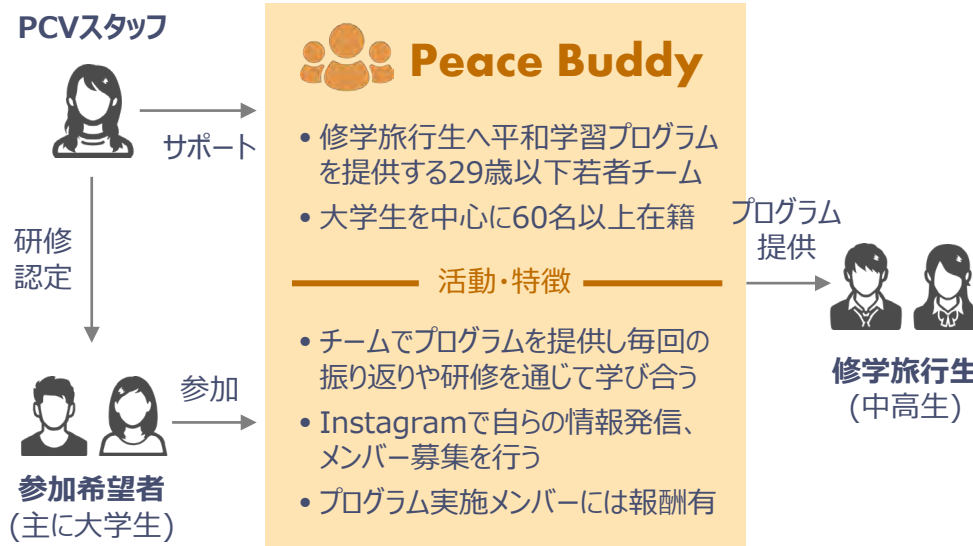 PCVスタッフ
サポート
研修
認定
参加
参加希望者
(主に大学生)
Peace Buddy
• 修学旅行生へ平和学習プログラム
を提供する29歳以下若者チーム
• 大学生を中心に60名以上在籍
活動・特徴
• チームでプログラムを提供し毎回の
振り返りや研修を通じて学び合う
• Instagramで自らの情報発信、
メンバー募集を行う
• プログラム実施メンバーには報酬有
プログラム
提供
修学旅行生
(中高生)